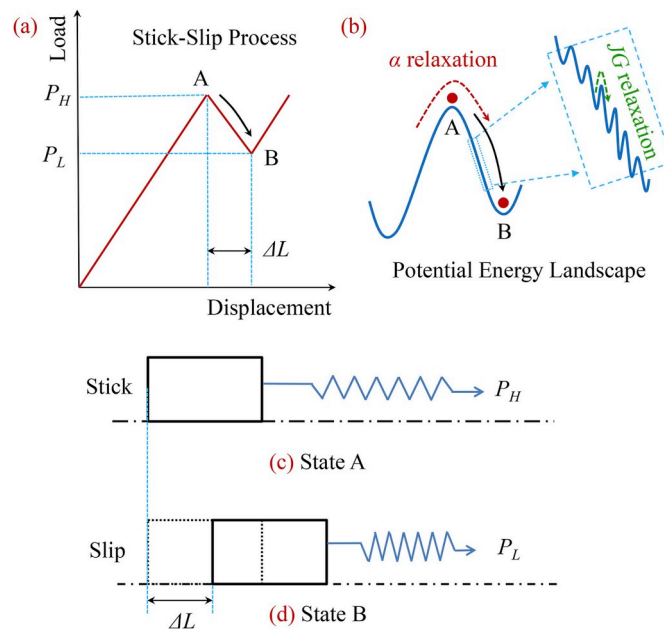 (a)
Load
Stick-Slip Process
P_H
A
P_L
B
ΔL
Displacement
(b)
α relaxation
A
B
JG relaxation
Potential Energy Landscape
Stick
P_H
(c) State A
Slip
P_L
ΔL
(d) State B